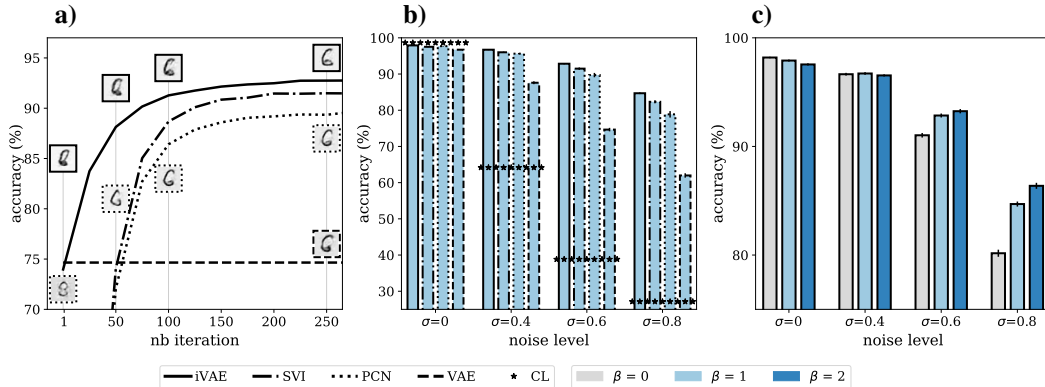 a)
b)
c)
accuracy (%)
95
90
85
80
75
70
1
50
100
150
200
250
nb iteration
accuracy (%)
100
90
80
70
60
50
40
30
σ=0
σ=0.4
σ=0.6
σ=0.8
noise level
accuracy (%)
100
95
90
85
80
σ=0
σ=0.4
σ=0.6
σ=0.8
noise level
iVAE SVI PCN VAE CL
β = 0 β = 1 β = 2